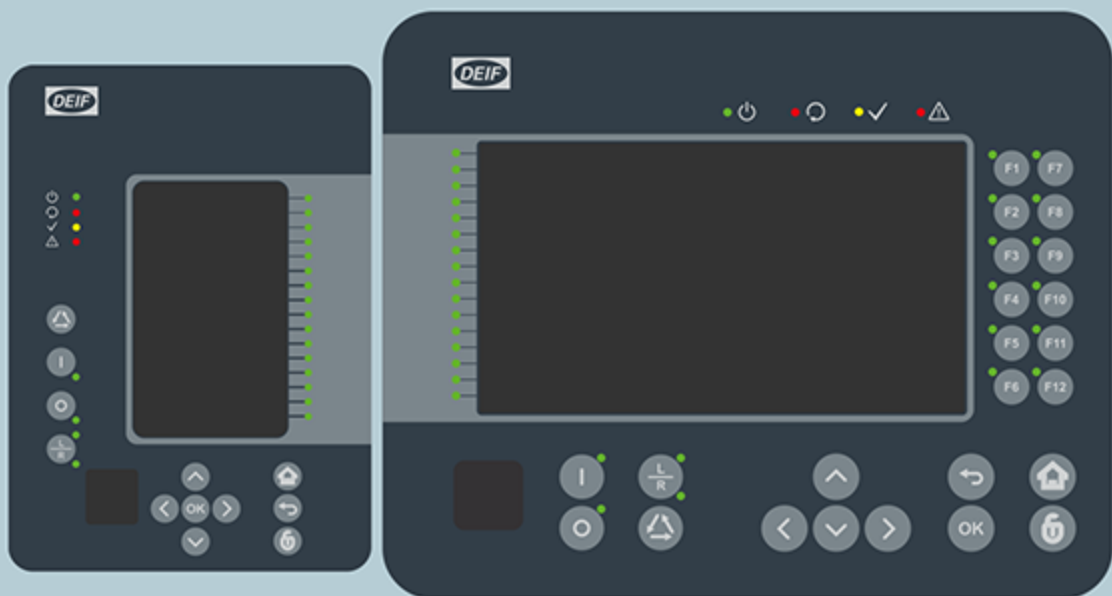 DEIF
L
R
OK
DEIF
F1 F7
F2 F8
F3 F9
F4 F10
F5 F11
F6 F12
I
L
R
O
OK